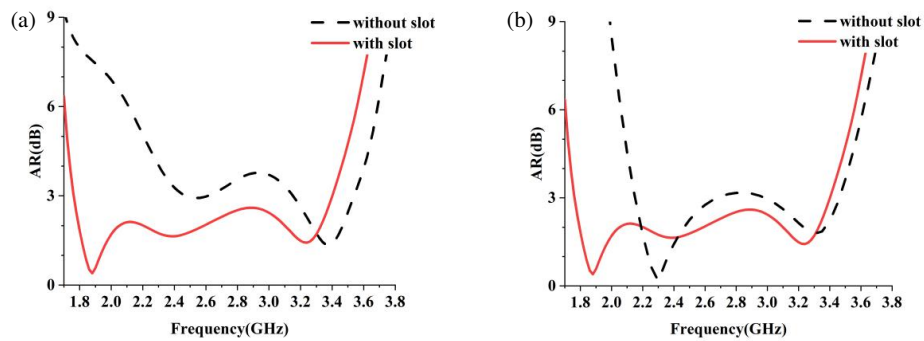 (a)
9
6
3
0
AR(dB)
without slot
with slot
1.8 2.0 2.2 2.4 2.6 2.8 3.0 3.2 3.4 3.6 3.8
Frequency(GHz)
(b)
9
6
3
0
AR(dB)
without slot
with slot
1.8 2.0 2.2 2.4 2.6 2.8 3.0 3.2 3.4 3.6 3.8
Frequency(GHz)